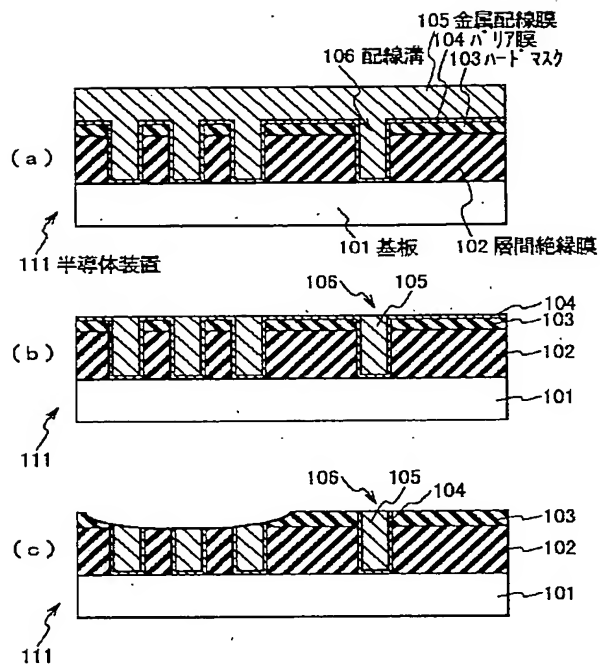 105 金属配線膜
104 バリア膜
106 配線溝
103 ハードマスク
(a)
111 半導体装置
101 基板
102 層間絶縁膜
106
105
104
103
(b)
102
101
111
106
105
104
103
(c)
102
101
111